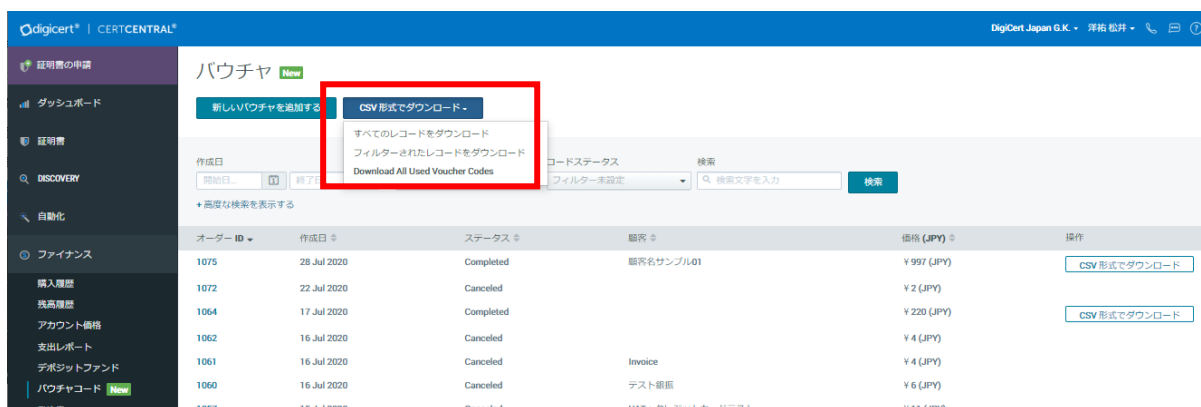 digicert® | CERTCENTRAL®
DigiCert Japan G.K. 洋祐 松井
証明書の申請
ダッシュボード
証明書
DISCOVERY
自動化
ファイナンス
購入履歴
残高履歴
アカウント価格
支出レポート
デポジットファンド
バウチャコード New
バウチャ New
新しいバウチャを追加する CSV 形式でダウンロード
すべてのレコードをダウンロード
フィルターされたレコードをダウンロード
Download All Used Voucher Codes
作成日 コードステータス 検索
開始日... 終了日 フィルター未設定 検索文字を入力 検索
+高度な検索を表示する
オーダー ID 作成日 ステータス 顧客 価格 (JPY) 操作
1075 28 Jul 2020 Completed 顧客名サンプル01 ¥ 997 (JPY) CSV 形式でダウンロード
1072 22 Jul 2020 Canceled ¥ 2 (JPY)
1064 17 Jul 2020 Completed ¥ 220 (JPY) CSV 形式でダウンロード
1062 16 Jul 2020 Canceled ¥ 4 (JPY)
1061 16 Jul 2020 Canceled Invoice ¥ 4 (JPY)
1060 16 Jul 2020 Canceled テスト銀振 ¥ 6 (JPY)